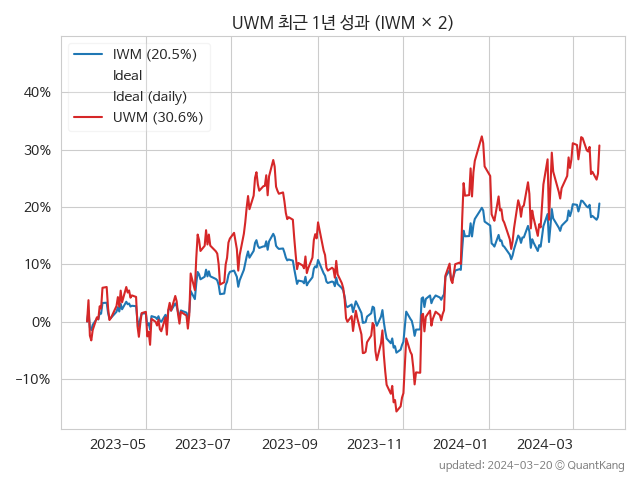 UWM 최근 1년 성과 (IWM × 2)
IWM (20.5%)
Ideal
Ideal (daily)
UWM (30.6%)
40%
30%
20%
10%
0%
−10%
2023-05
2023-07
2023-09
2023-11
2024-01
2024-03
updated: 2024-03-20 © QuantKang